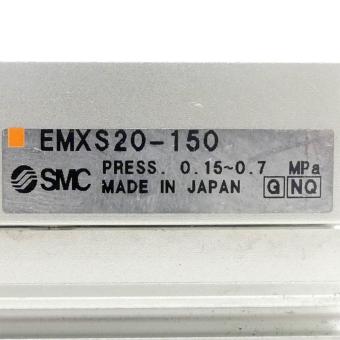 EMXS20-150
SMC PRESS. 0.15~0.7 MPa
MADE IN JAPAN G NQ